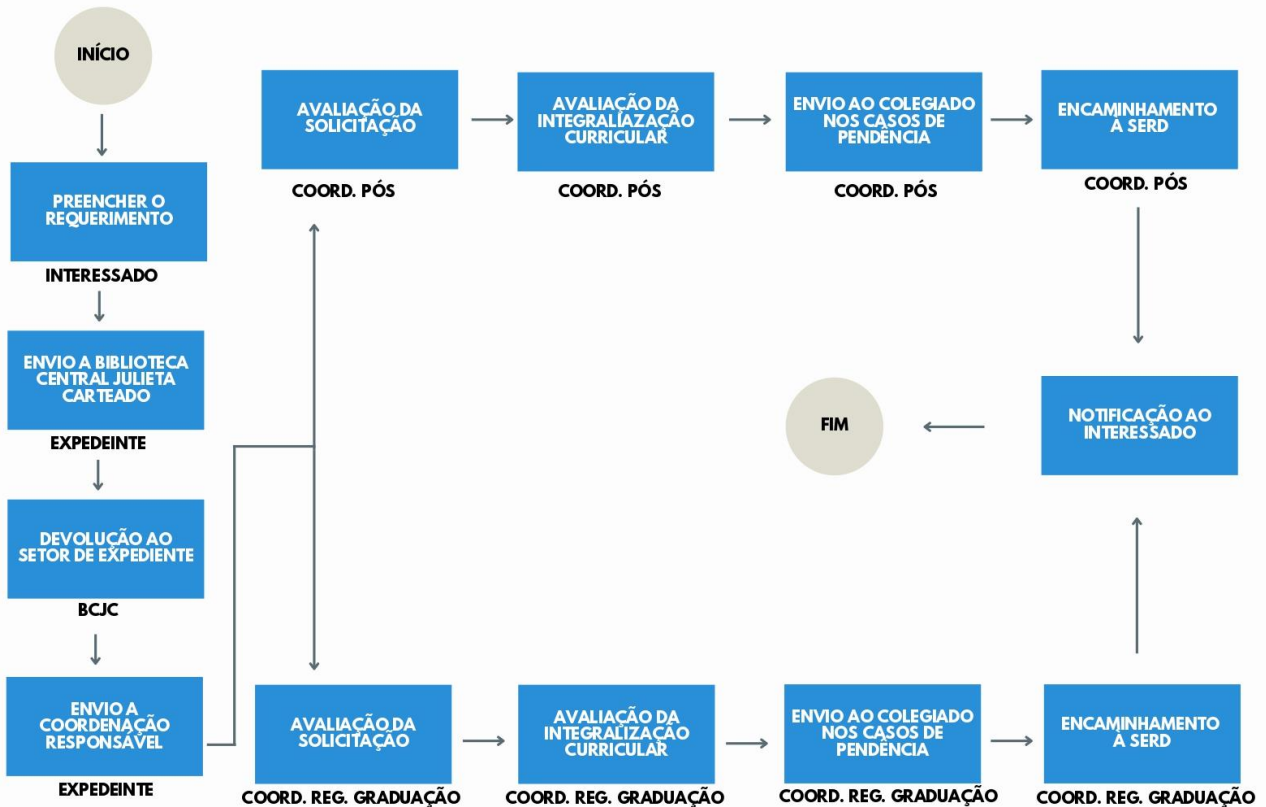 INÍCIO
PREENCHER O
REQUERIMENTO
INTERESSADO
ENVIO A BIBLIOTECA
CENTRAL JULIETA
CARTEADO
EXPEDEINTE
DEVOLUÇÃO AO
SETOR DE EXPEDIENTE
BCJC
ENVIO A
COORDENAÇÃO
RESPONSÁVEL
EXPEDEINTE
AVALIAÇÃO DA
SOLICITAÇÃO
COORD. PÓS
AVALIAÇÃO DA
INTEGRALIAZAÇÃO
CURRICULAR
COORD. PÓS
ENVIO AO COLEGIADO
NOS CASOS DE
PENDÊNCIA
COORD. PÓS
ENCAMINHAMENTO
À SERD
COORD. PÓS
AVALIAÇÃO DA
SOLICITAÇÃO
COORD. REG. GRADUAÇÃO
AVALIAÇÃO DA
INTEGRALIZAÇÃO
CURRICULAR
COORD. REG. GRADUAÇÃO
ENVIO AO COLEGIADO
NOS CASOS DE
PENDÊNCIA
COORD. REG. GRADUAÇÃO
ENCAMINHAMENTO
À SERD
COORD. REG. GRADUAÇÃO
NOTIFICAÇÃO AO
INTERESSADO
FIM